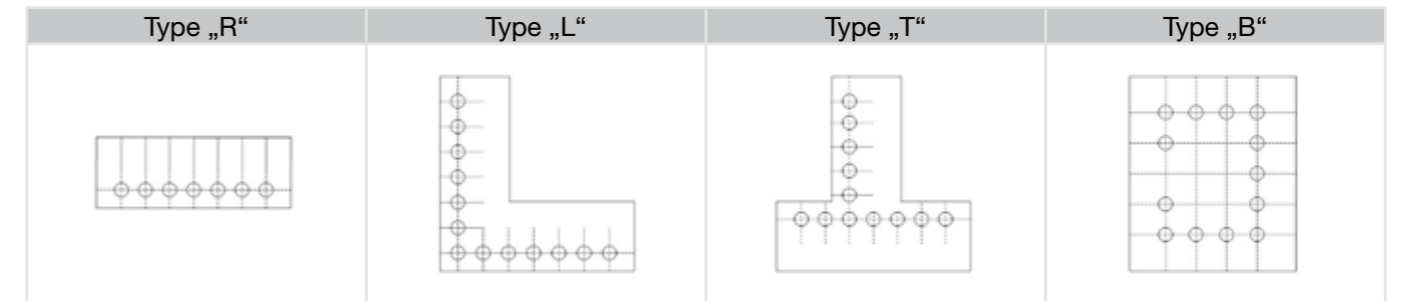 Type „R“
Type „L“
Type „T“
Type „B“